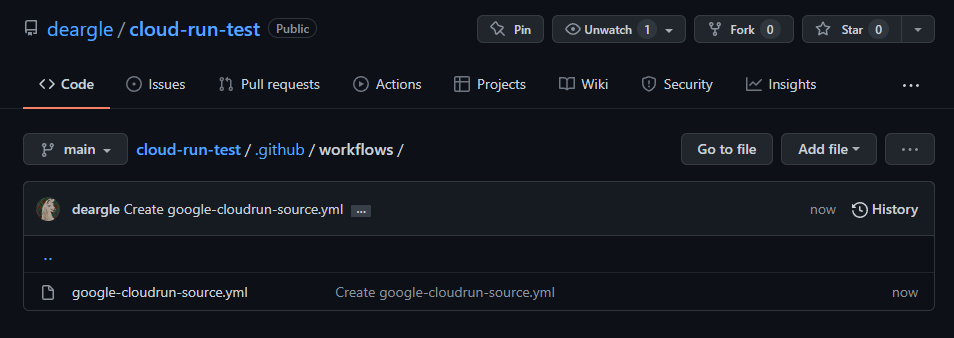 deargle / cloud-run-test Public Pin Unwatch 1 Fork 0 Star 0
Code Issues Pull requests Actions Projects Wiki Security Insights ...
main cloud-run-test / .github / workflows / Go to file Add file ...
deargle Create google-cloudrun-source.yml ... now History
..
google-cloudrun-source.yml Create google-cloudrun-source.yml now